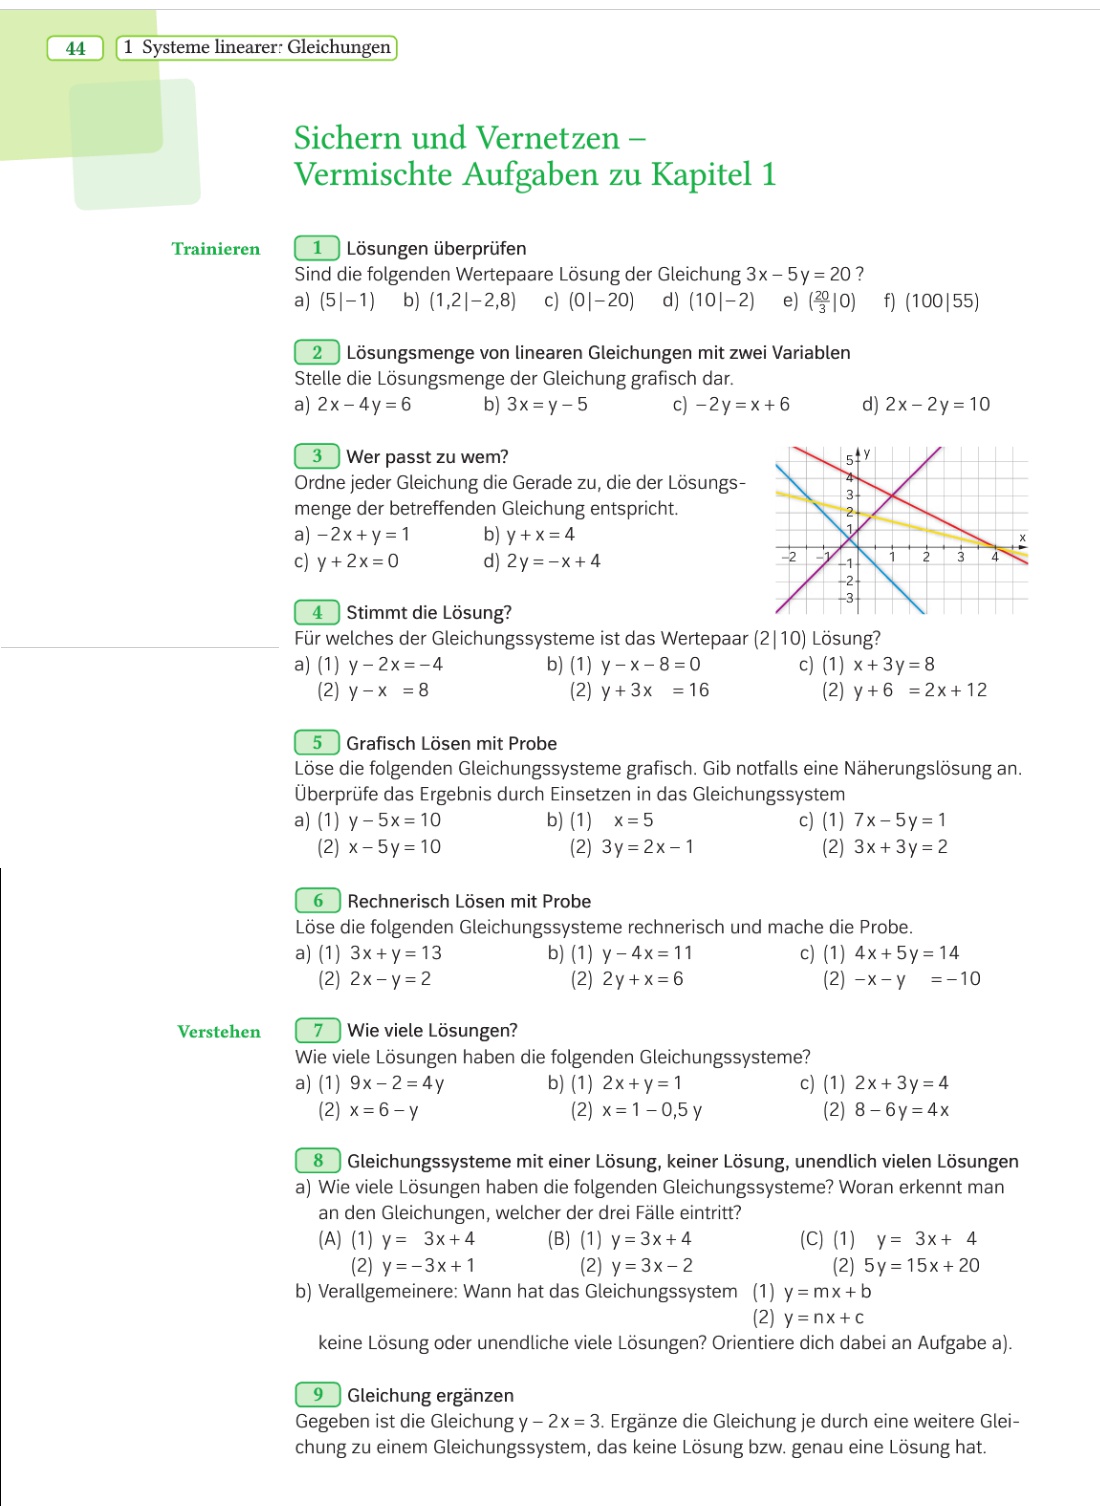 44 1 Systeme linearer Gleichungen
Sichern und Vernetzen –
Vermischte Aufgaben zu Kapitel 1
Trainieren
1 Lösungen überprüfen
Sind die folgenden Wertepaare Lösung der Gleichung 3x – 5y = 20 ?
a) (5|–1) b) (1,2|–2,8) c) (0|–20) d) (10|–2) e) (20/3|0) f) (100|55)
2 Lösungsmenge von linearen Gleichungen mit zwei Variablen
Stelle die Lösungsmenge der Gleichung grafisch dar.
a) 2x – 4y = 6 b) 3x = y – 5 c) –2y = x + 6 d) 2x – 2y = 10
3 Wer passt zu wem?
Ordne jeder Gleichung die Gerade zu, die der Lösungs-
menge der betreffenden Gleichung entspricht.
a) –2x + y = 1 b) y + x = 4
c) y + 2x = 0 d) 2y = –x + 4
y
5
4
3
2
1
x
–2 –1 1 2 3 4
–1
–2
–3
4 Stimmt die Lösung?
Für welches der Gleichungssysteme ist das Wertepaar (2|10) Lösung?
a) (1) y – 2x = –4 b) (1) y – x – 8 = 0 c) (1) x + 3y = 8
(2) y – x = 8 (2) y + 3x = 16 (2) y + 6 = 2x + 12
5 Grafisch Lösen mit Probe
Löse die folgenden Gleichungssysteme grafisch. Gib notfalls eine Näherungslösung an.
Überprüfe das Ergebnis durch Einsetzen in das Gleichungssystem
a) (1) y – 5x = 10 b) (1) x = 5 c) (1) 7x – 5y = 1
(2) x – 5y = 10 (2) 3y = 2x – 1 (2) 3x + 3y = 2
6 Rechnerisch Lösen mit Probe
Löse die folgenden Gleichungssysteme rechnerisch und mache die Probe.
a) (1) 3x + y = 13 b) (1) y – 4x = 11 c) (1) 4x + 5y = 14
(2) 2x – y = 2 (2) 2y + x = 6 (2) –x – y = –10
Verstehen
7 Wie viele Lösungen?
Wie viele Lösungen haben die folgenden Gleichungssysteme?
a) (1) 9x – 2 = 4y b) (1) 2x + y = 1 c) (1) 2x + 3y = 4
(2) x = 6 – y (2) x = 1 – 0,5 y (2) 8 – 6y = 4x
8 Gleichungssysteme mit einer Lösung, keiner Lösung, unendlich vielen Lösungen
a) Wie viele Lösungen haben die folgenden Gleichungssysteme? Woran erkennt man
an den Gleichungen, welcher der drei Fälle eintritt?
(A) (1) y = 3x + 4 (B) (1) y = 3x + 4 (C) (1) y = 3x + 4
(2) y = –3x + 1 (2) y = 3x – 2 (2) 5y = 15x + 20
b) Verallgemeinere: Wann hat das Gleichungssystem (1) y = mx + b
(2) y = nx + c
keine Lösung oder unendliche viele Lösungen? Orientiere dich dabei an Aufgabe a).
9 Gleichung ergänzen
Gegeben ist die Gleichung y – 2x = 3. Ergänze die Gleichung je durch eine weitere Glei-
chung zu einem Gleichungssystem, das keine Lösung bzw. genau eine Lösung hat.